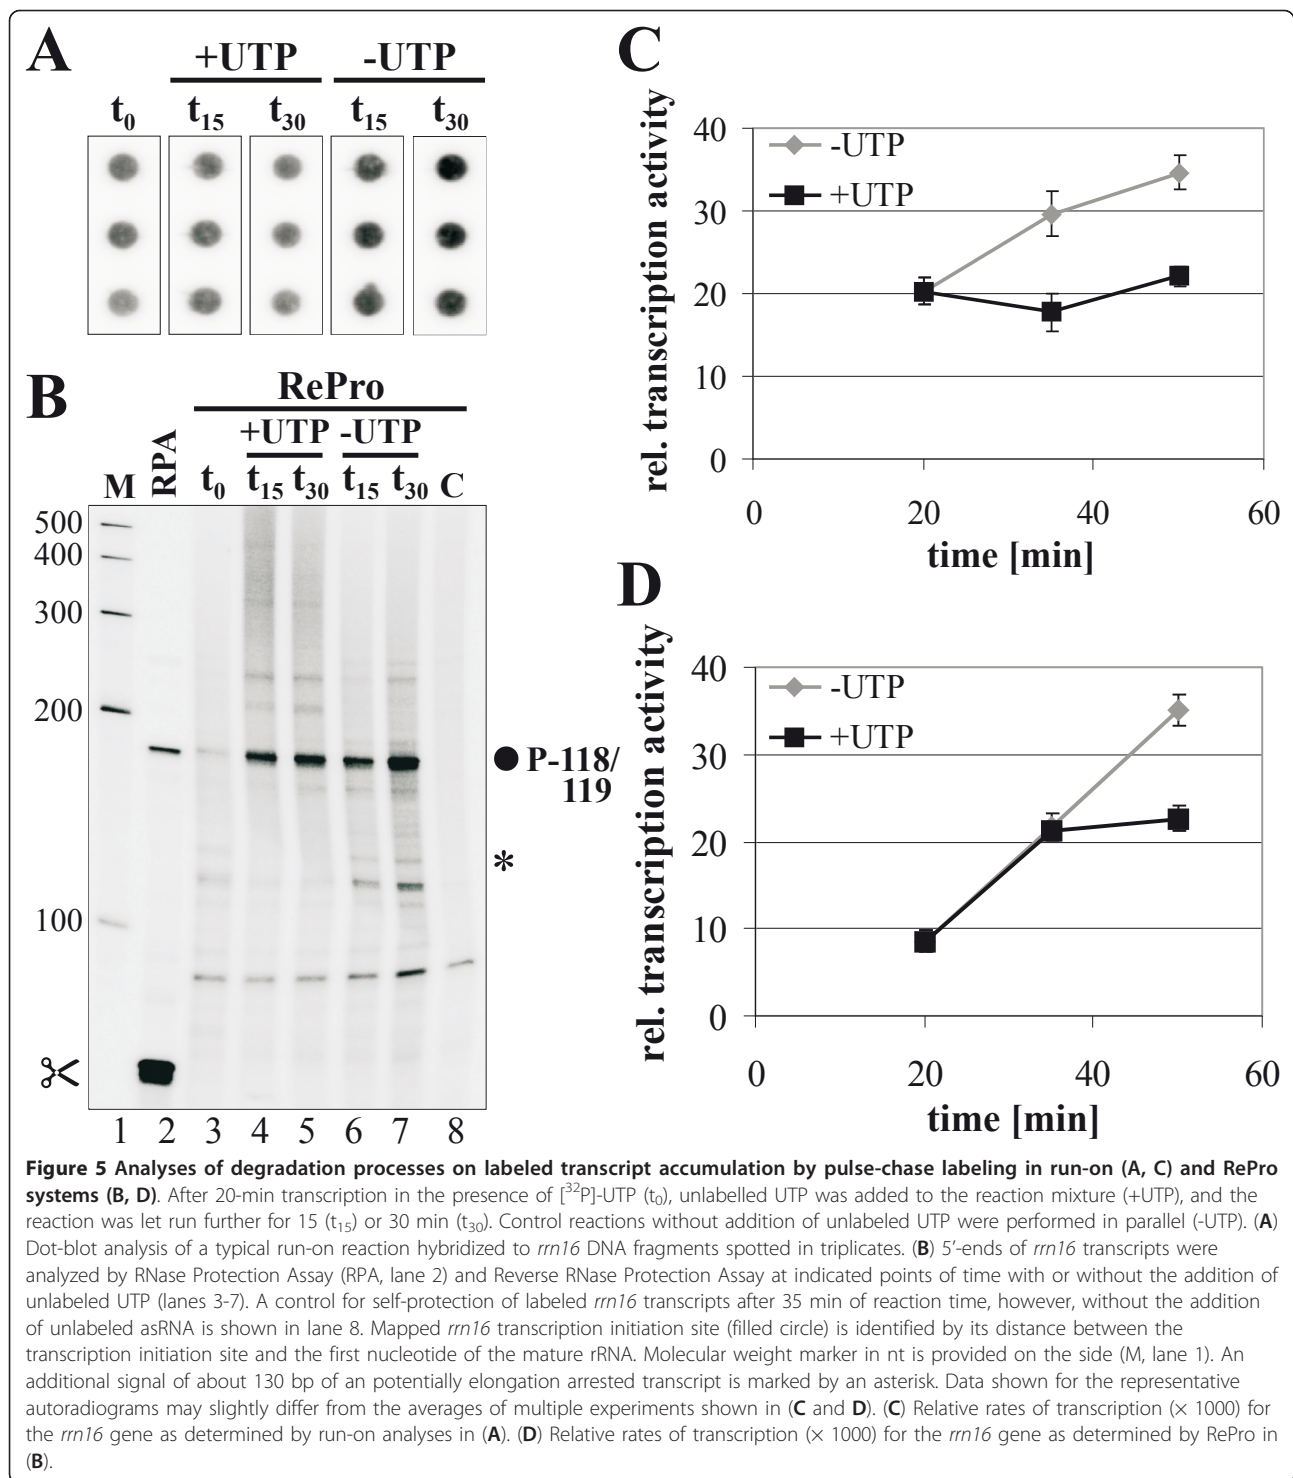 A
+UTP -UTP
t0 t15 t30 t15 t30
B
RePro
+UTP -UTP
M RPA t0 t15 t30 t15 t30 C
500
400
300
200
100
P-118/
119
*
1 2 3 4 5 6 7 8
C
rel. transcription activity
40
30
20
10
0
-UTP
+UTP
0 20 40 60
time [min]
D
rel. transcription activity
40
30
20
10
0
-UTP
+UTP
0 20 40 60
time [min]
Figure 5 Analyses of degradation processes on labeled transcript accumulation by pulse-chase labeling in run-on (A, C) and RePro
systems (B, D). After 20-min transcription in the presence of [32P]-UTP (t0), unlabelled UTP was added to the reaction mixture (+UTP), and the
reaction was let run further for 15 (t15) or 30 min (t30). Control reactions without addition of unlabeled UTP were performed in parallel (-UTP). (A)
Dot-blot analysis of a typical run-on reaction hybridized to rrn16 DNA fragments spotted in triplicates. (B) 5'-ends of rrn16 transcripts were
analyzed by RNase Protection Assay (RPA, lane 2) and Reverse RNase Protection Assay at indicated points of time with or without the addition of
unlabeled UTP (lanes 3-7). A control for self-protection of labeled rrn16 transcripts after 35 min of reaction time, however, without the addition
of unlabeled asRNA is shown in lane 8. Mapped rrn16 transcription initiation site (filled circle) is identified by its distance between the
transcription initiation site and the first nucleotide of the mature rRNA. Molecular weight marker in nt is provided on the side (M, lane 1). An
additional signal of about 130 bp of an potentially elongation arrested transcript is marked by an asterisk. Data shown for the representative
autoradiograms may slightly differ from the averages of multiple experiments shown in (C and D). (C) Relative rates of transcription (× 1000) for
the rrn16 gene as determined by run-on analyses in (A). (D) Relative rates of transcription (× 1000) for the rrn16 gene as determined by RePro in
(B).